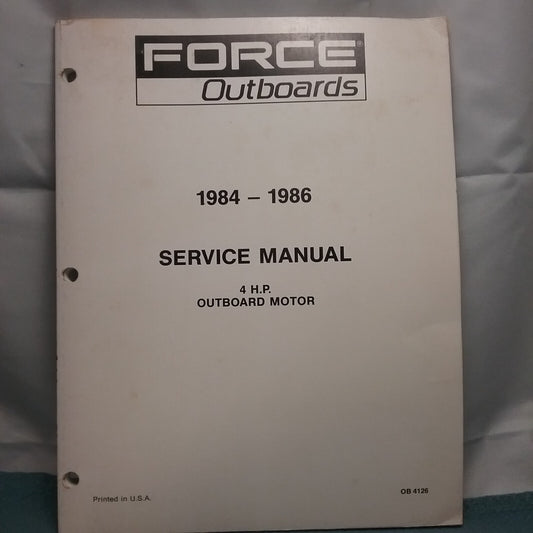 FORCE®
Outboards
1984 – 1986
SERVICE MANUAL
4 H.P.
OUTBOARD MOTOR
Printed in U.S.A.
OB 4126